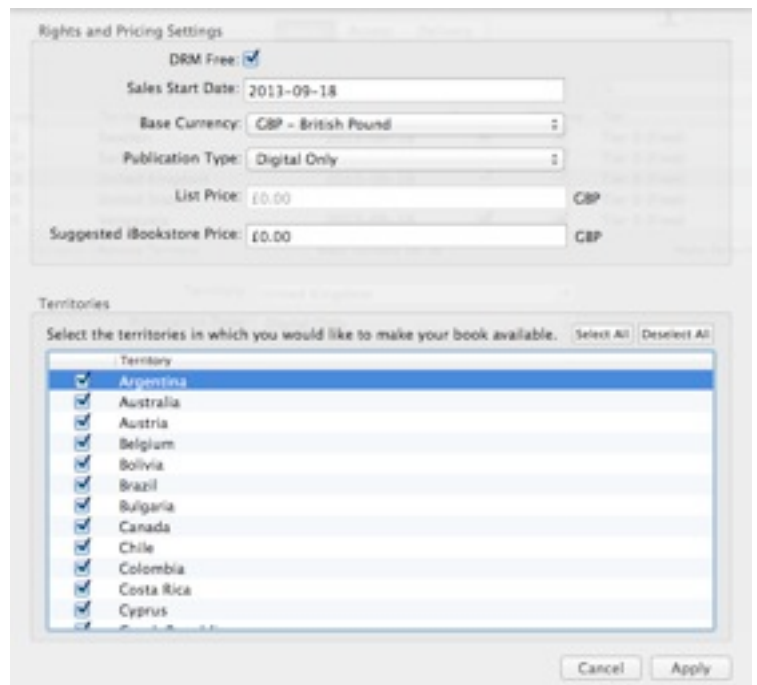 Rights and Pricing Settings
DRM Free:
Sales Start Date: 2013-09-18
Base Currency: GBP - British Pound
Publication Type: Digital Only
List Price: £0.00 GBP
Suggested iBookstore Price: £0.00 GBP
Territories
Select the territories in which you would like to make your book available. Select All Deselect All
Territory
Argentina
Australia
Austria
Belgium
Bolivia
Brazil
Bulgaria
Canada
Chile
Colombia
Costa Rica
Cyprus
Cancel Apply